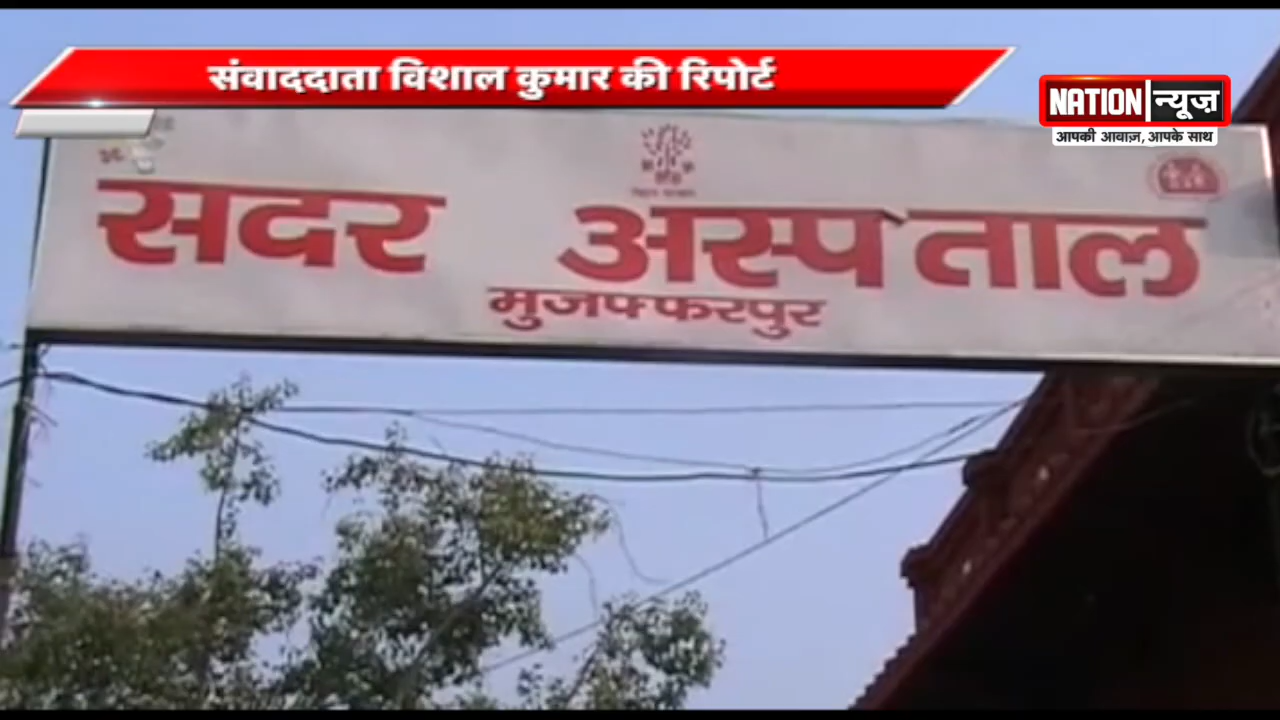 संवाददाता विशाल कुमार की रिपोर्ट
NATION न्यूज़
आपकी आवाज़, आपके साथ
सदर अस्पताल
मुजफ्फरपुर